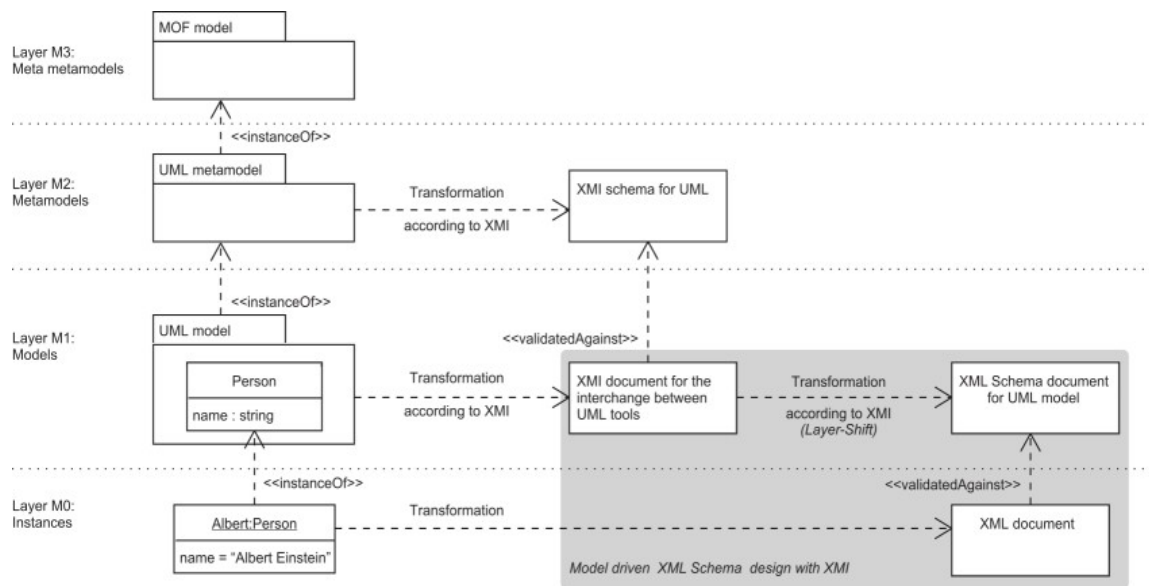 MOF model
Layer M3:
Meta metamodels
<<instanceOf>>
UML metamodel
Layer M2:
Metamodels
Transformation
according to XMI
XMI schema for UML
<<instanceOf>>
UML model
Layer M1:
Models
<<validatedAgainst>>
Person
name : string
Transformation
according to XMI
XMI document for the
interchange between
UML tools
Transformation
according to XMI
(Layer-Shift)
XML Schema document
for UML model
<<instanceOf>>
<<validatedAgainst>>
Layer M0:
Instances
Albert:Person
name = “Albert Einstein”
Transformation
XML document
Model driven XML Schema design with XMI